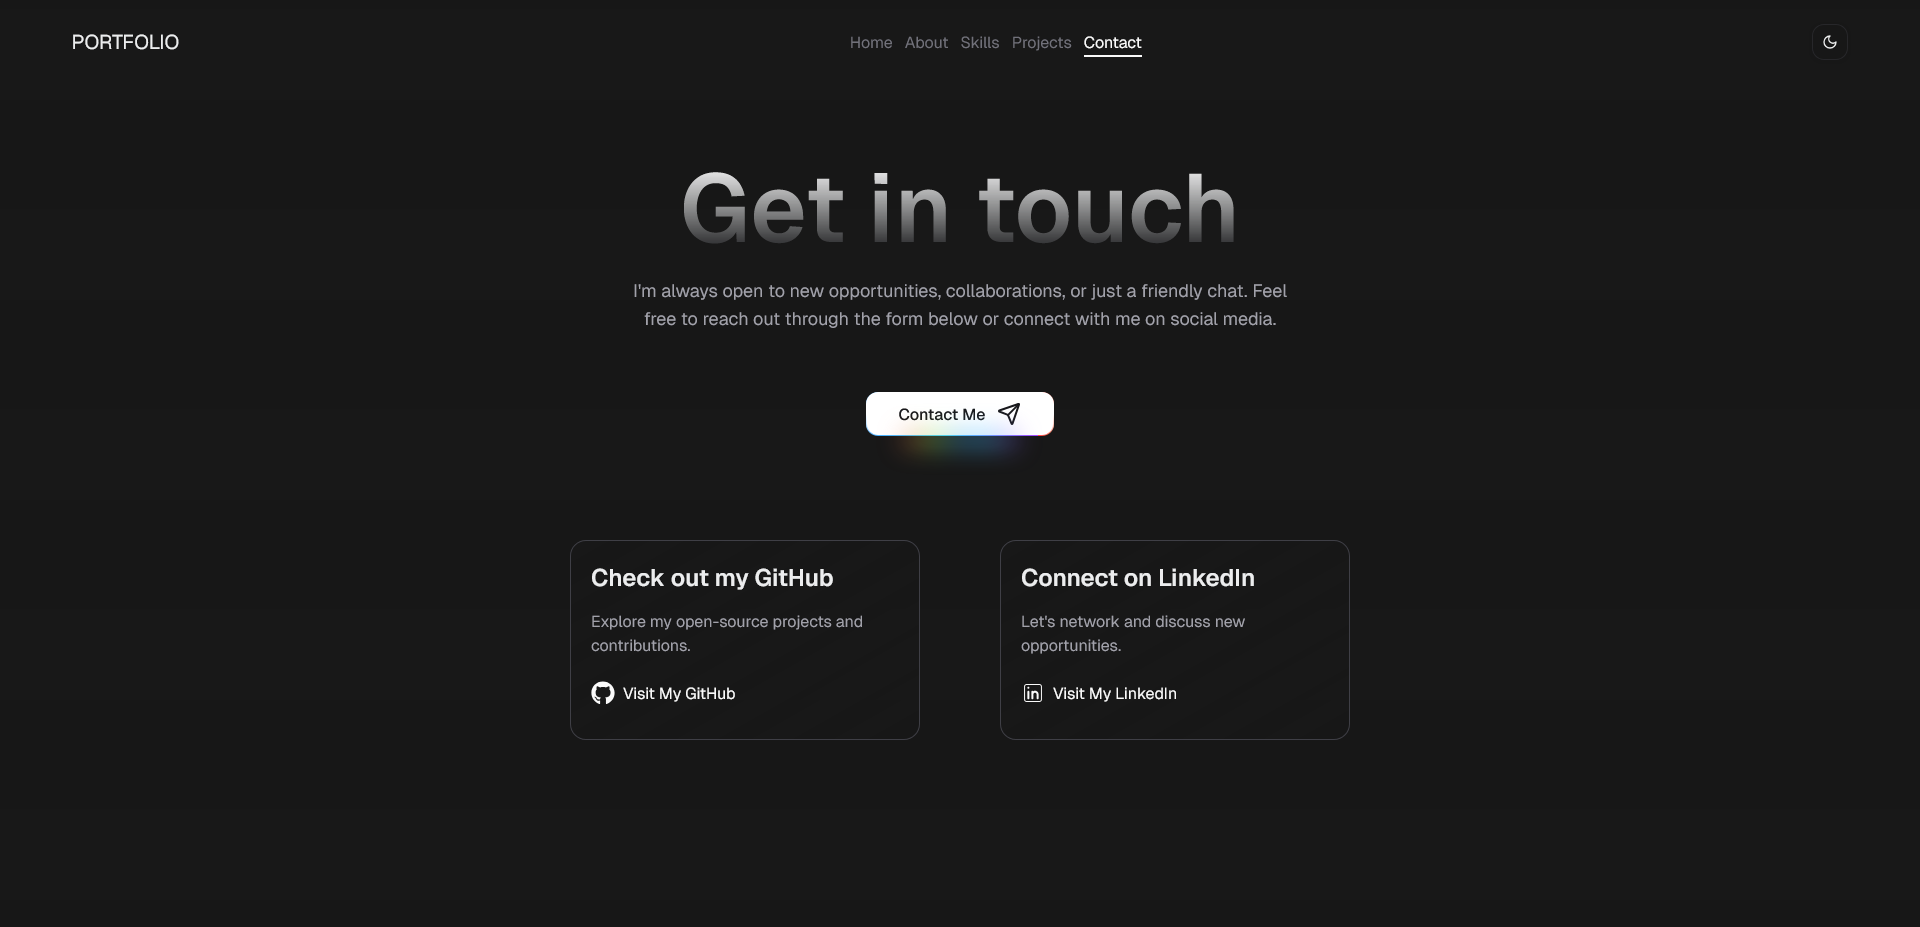 PORTFOLIO
Home About Skills Projects Contact
Get in touch
I'm always open to new opportunities, collaborations, or just a friendly chat. Feel
free to reach out through the form below or connect with me on social media.
Contact Me
Check out my GitHub
Explore my open-source projects and
contributions.
Visit My GitHub
Connect on LinkedIn
Let's network and discuss new
opportunities.
in Visit My LinkedIn